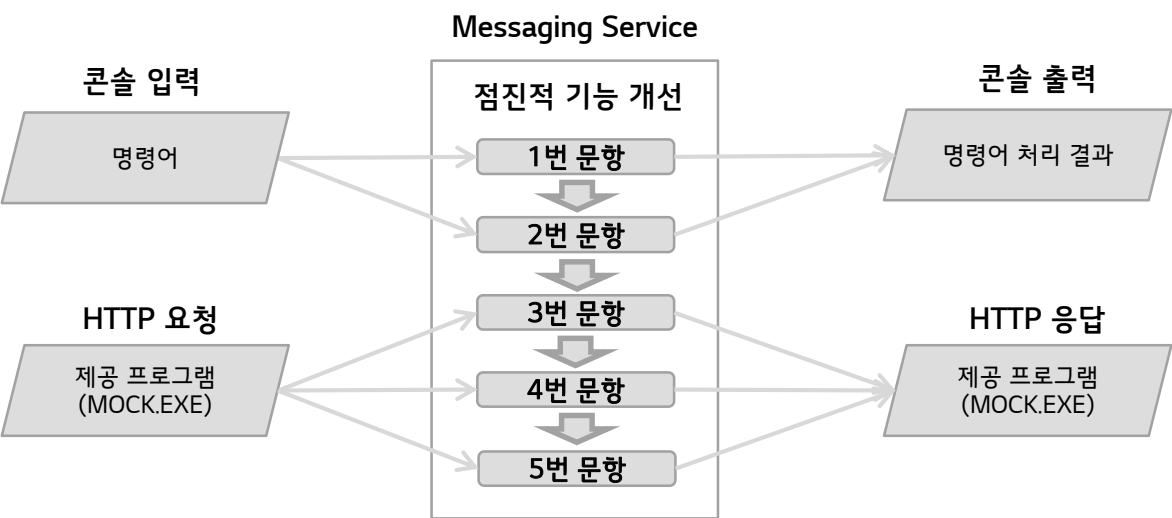 Messaging Service
콘솔 입력
명령어
점진적 기능 개선
1번 문항
2번 문항
3번 문항
4번 문항
5번 문항
콘솔 출력
명령어 처리 결과
HTTP 요청
제공 프로그램
(MOCK.EXE)
HTTP 응답
제공 프로그램
(MOCK.EXE)